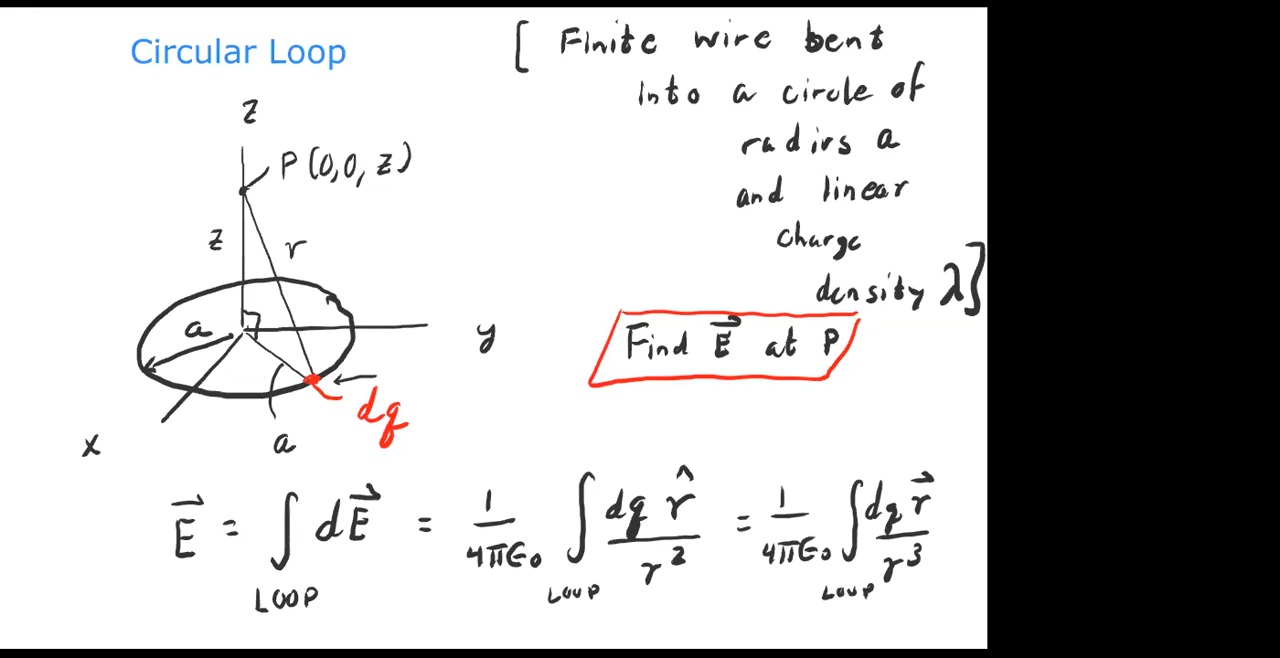 Circular Loop
[ Finite wire bent
into a circle of
radius a
and linear
charge
density λ]
z
P (0,0, z)
z
r
a
y
Find E⃗ at P
dq
x
a
E⃗ = ∫ dE⃗ = 1/4πε₀ ∫ dq r̂ / r² = 1/4πε₀ ∫ dq r⃗ / r³
LOOP LOOP LOOP